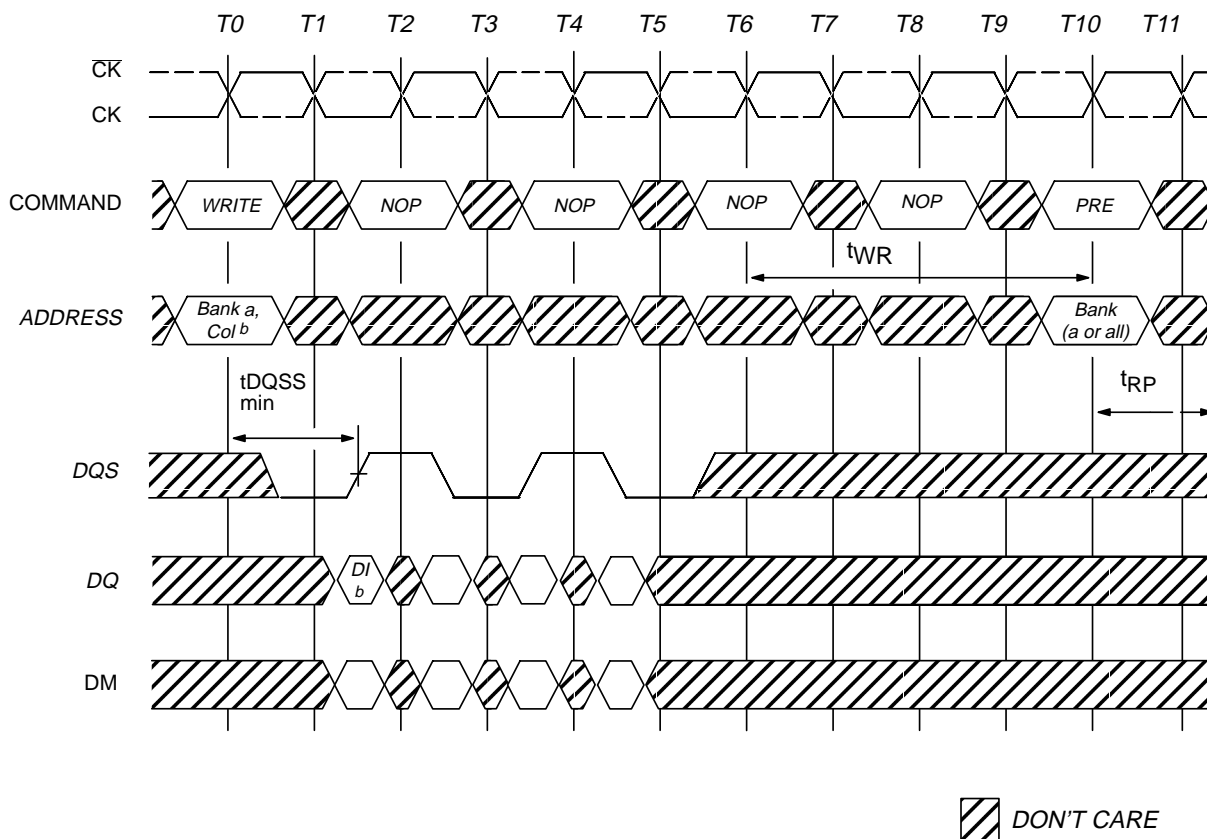 T0 T1 T2 T3 T4 T5 T6 T7 T8 T9 T10 T11
CK
CK
COMMAND WRITE NOP NOP NOP NOP PRE
tWR
ADDRESS Bank a, Col b Bank (a or all)
tDQSS min
tRP
DQS
DQ DI b
DM
DON'T CARE